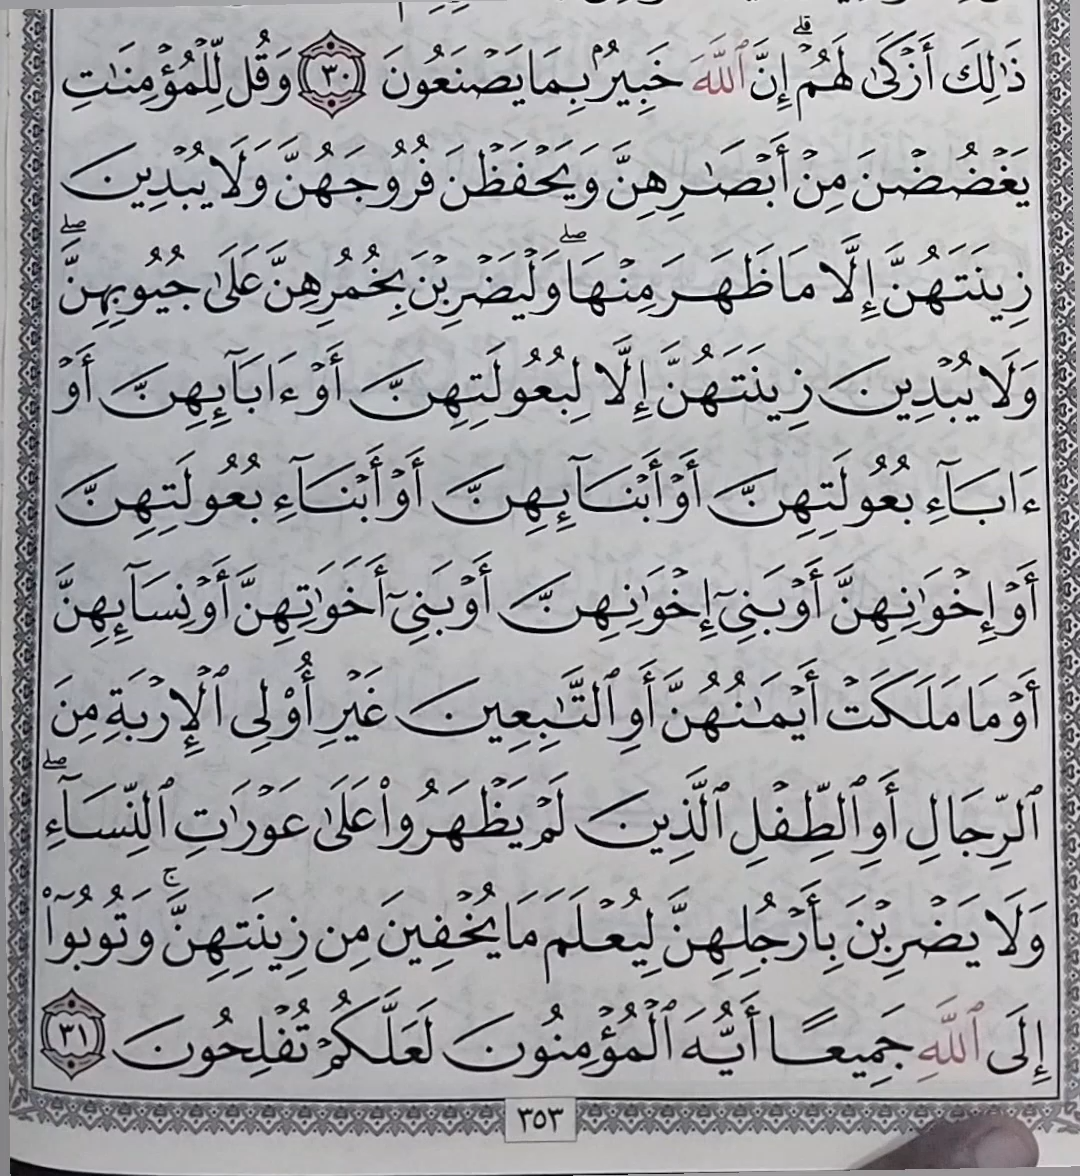 ذَٰلِكَ أَزْكَىٰ لَهُمْ ۗ إِنَّ ٱللَّهَ خَبِيرٌۢ بِمَا يَصْنَعُونَ ٣٠ وَقُل لِّلْمُؤْمِنَٰتِ
يَغْضُضْنَ مِنْ أَبْصَٰرِهِنَّ وَيَحْفَظْنَ فُرُوجَهُنَّ وَلَا يُبْدِينَ
زِينَتَهُنَّ إِلَّا مَا ظَهَرَ مِنْهَا ۖ وَلْيَضْرِبْنَ بِخُمُرِهِنَّ عَلَىٰ جُيُوبِهِنَّ ۖ
وَلَا يُبْدِينَ زِينَتَهُنَّ إِلَّا لِبُعُولَتِهِنَّ أَوْ ءَابَآئِهِنَّ أَوْ
ءَابَآءِ بُعُولَتِهِنَّ أَوْ أَبْنَآئِهِنَّ أَوْ أَبْنَآءِ بُعُولَتِهِنَّ
أَوْ إِخْوَٰنِهِنَّ أَوْ بَنِىٓ إِخْوَٰنِهِنَّ أَوْ بَنِىٓ أَخَوَٰتِهِنَّ أَوْ نِسَآئِهِنَّ
أَوْ مَا مَلَكَتْ أَيْمَٰنُهُنَّ أَوِ ٱلتَّٰبِعِينَ غَيْرِ أُو۟لِى ٱلْإِرْبَةِ مِنَ
ٱلرِّجَالِ أَوِ ٱلطِّفْلِ ٱلَّذِينَ لَمْ يَظْهَرُوا۟ عَلَىٰ عَوْرَٰتِ ٱلنِّسَآءِ ۖ
وَلَا يَضْرِبْنَ بِأَرْجُلِهِنَّ لِيُعْلَمَ مَا يُخْفِينَ مِن زِينَتِهِنَّ ۚ وَتُوبُوٓا۟
إِلَى ٱللَّهِ جَمِيعًا أَيُّهَ ٱلْمُؤْمِنُونَ لَعَلَّكُمْ تُفْلِحُونَ ٣١
٣٥٣